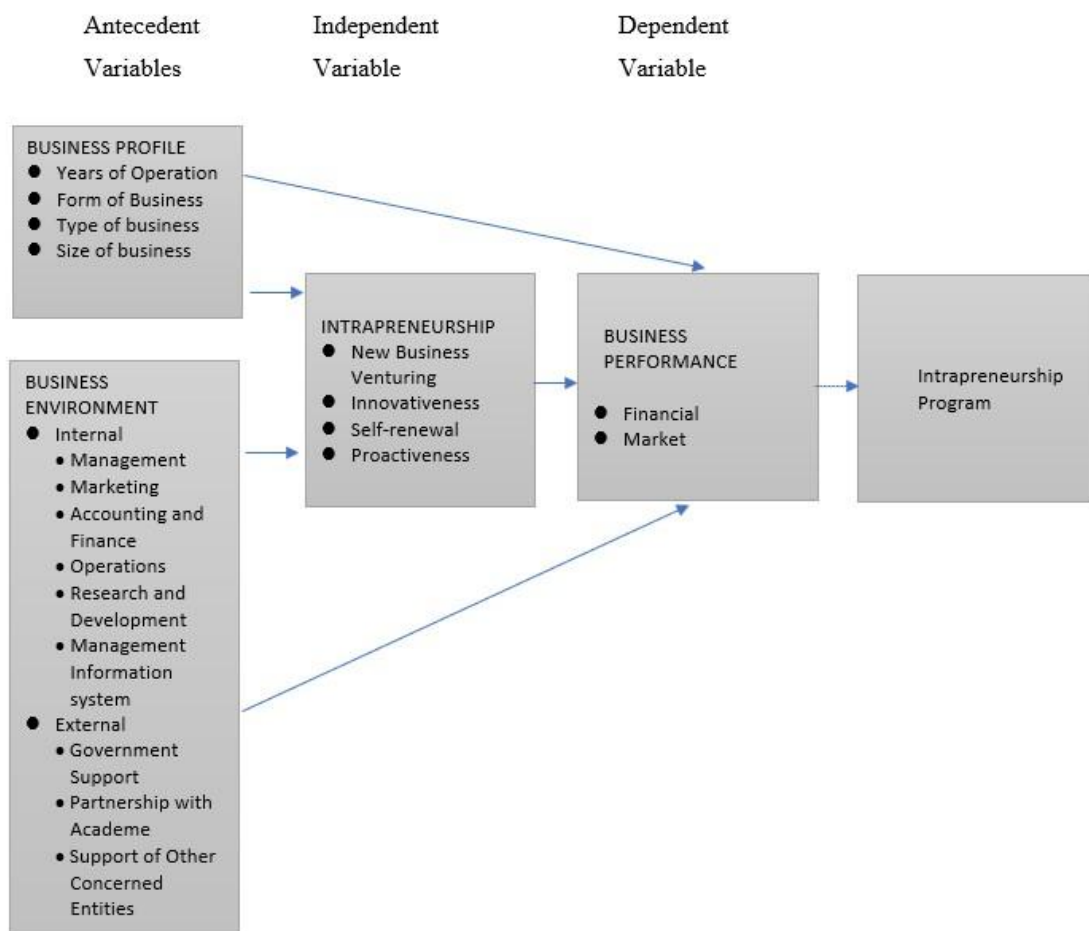 Antecedent
Variables
Independent
Variable
Dependent
Variable
BUSINESS PROFILE
● Years of Operation
● Form of Business
● Type of business
● Size of business
BUSINESS
ENVIRONMENT
● Internal
• Management
• Marketing
• Accounting and
Finance
• Operations
• Research and
Development
• Management
Information
system
● External
• Government
Support
• Partnership with
Academe
• Support of Other
Concerned
Entities
INTRAPRENEURSHIP
● New Business
Venturing
● Innovativeness
● Self-renewal
● Proactiveness
BUSINESS
PERFORMANCE
● Financial
● Market
Intrapreneurship
Program